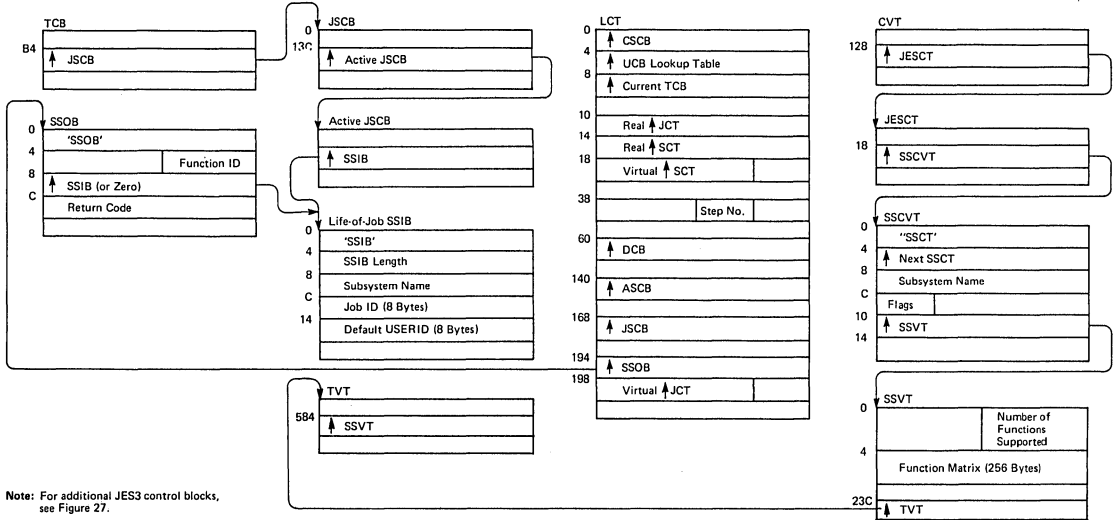 TCB
B4
↑ JSCB
JSCB
0
13C
↑ Active JSCB
SSOB
0
'SSOB'
4
Function ID
8
↑ SSIB (or Zero)
C
Return Code
Active JSCB
↑ SSIB
Life-of-Job SSIB
0
'SSIB'
4
SSIB Length
8
Subsystem Name
C
Job ID (8 Bytes)
14
Default USERID (8 Bytes)
TVT
584
↑ SSVT
LCT
0
↑ CSCB
4
↑ UCB Lookup Table
8
↑ Current TCB
10
Real ↑ JCT
14
Real ↑ SCT
18
Virtual ↑ SCT
38
Step No.
60
↑ DCB
140
↑ ASCB
168
↑ JSCB
194
↑ SSOB
198
Virtual ↑ JCT
CVT
128
↑ JESCT
JESCT
18
↑ SSCVT
SSCVT
0
"SSCT'
4
↑ Next SSCT
8
Subsystem Name
C
Flags
10
↑ SSVT
14
SSVT
0
Number of
Functions
Supported
4
Function Matrix (256 Bytes)
23C
↑ TVT
Note: For additional JES3 control blocks,
see Figure 27.